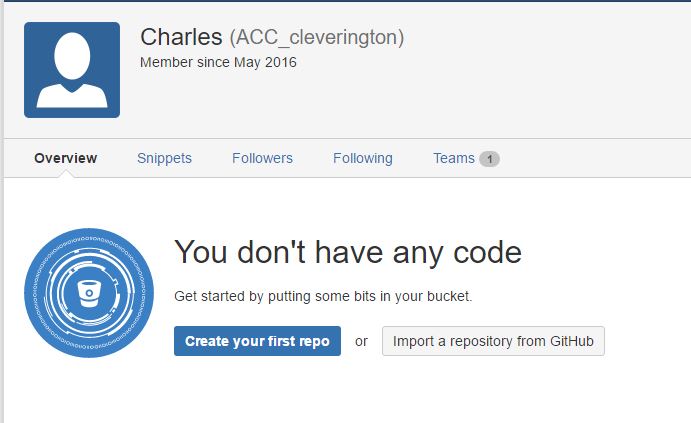 Charles (ACC_cleverington)
Member since May 2016
Overview Snippets Followers Following Teams 1
You don't have any code
Get started by putting some bits in your bucket.
Create your first repo or Import a repository from GitHub